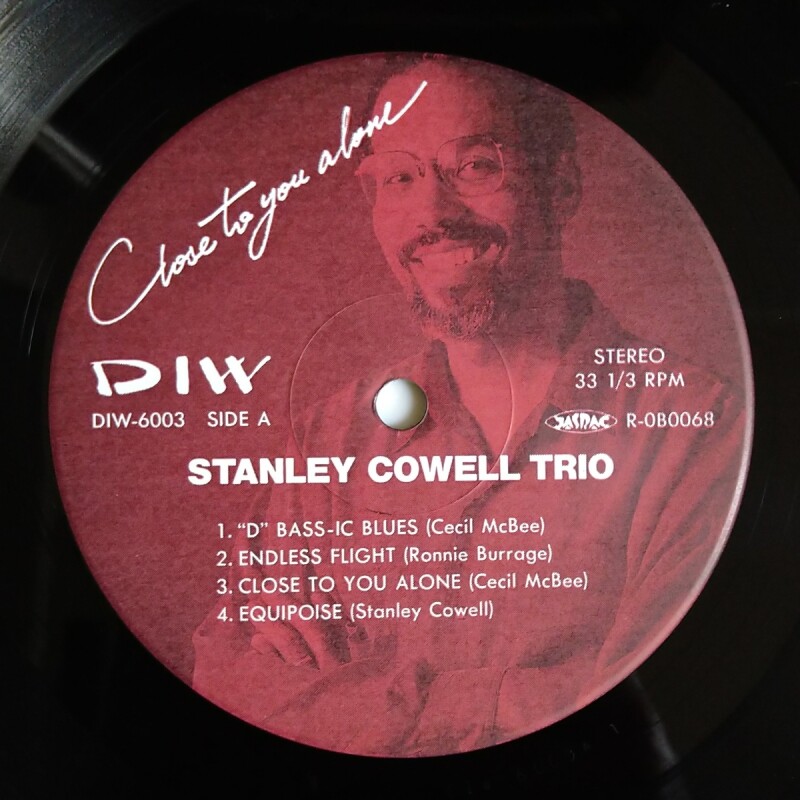 Close to you alone
DIW
DIW-6003 SIDE A
STEREO
33 1/3 RPM
JASRAC R-0B0068
STANLEY COWELL TRIO
1. “D” BASS-IC BLUES (Cecil McBee)
2. ENDLESS FLIGHT (Ronnie Burrage)
3. CLOSE TO YOU ALONE (Cecil McBee)
4. EQUIPOISE (Stanley Cowell)